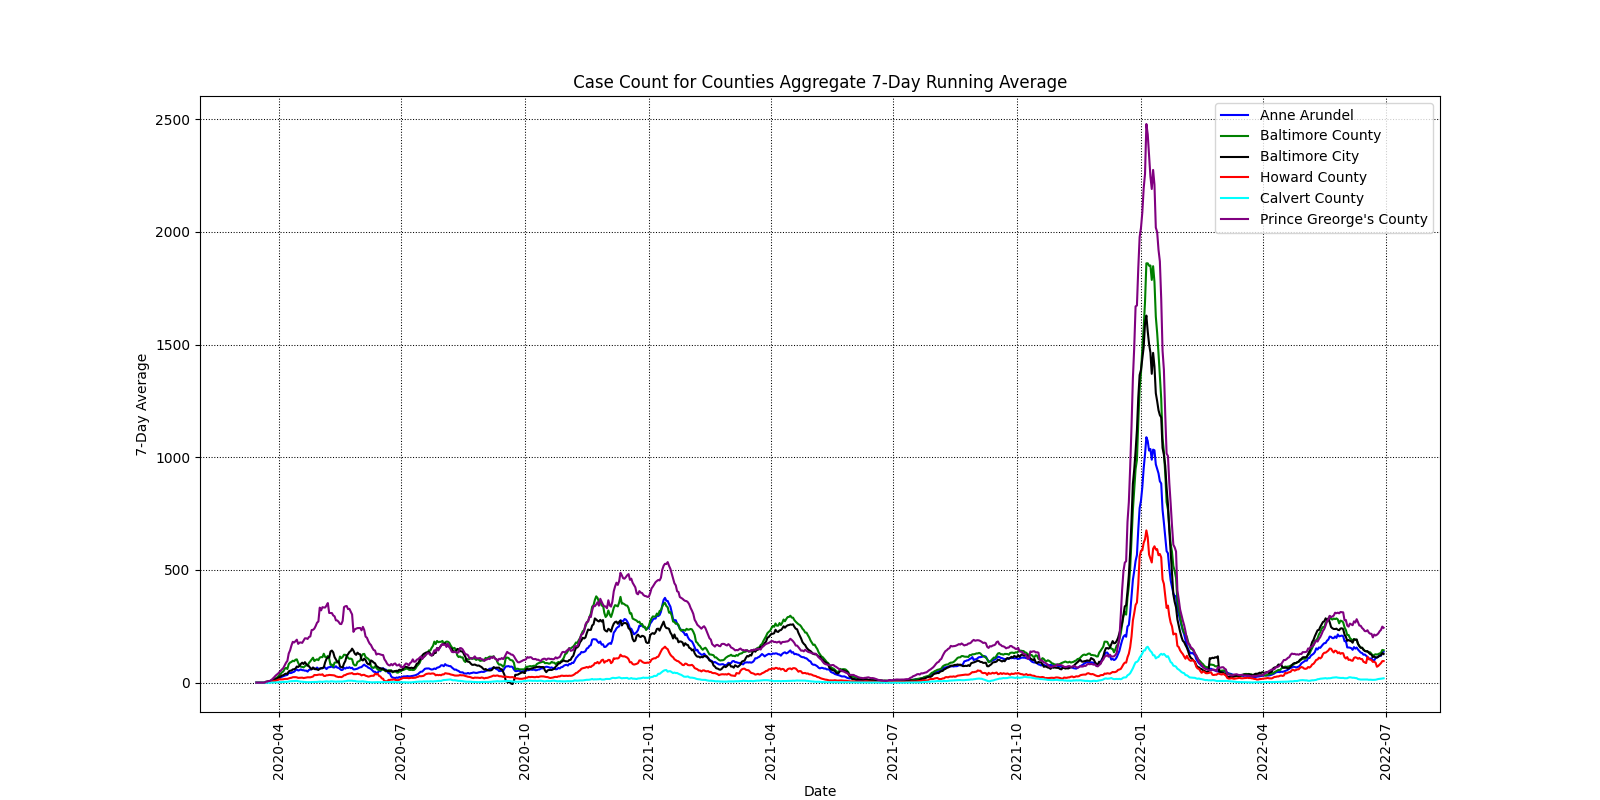 Case Count for Counties Aggregate 7-Day Running Average
7-Day Average
2500
2000
1500
1000
500
0
Anne Arundel
Baltimore County
Baltimore City
Howard County
Calvert County
Prince Greorge's County
2020-04
2020-07
2020-10
2021-01
2021-04
2021-07
2021-10
2022-01
2022-04
2022-07
Date